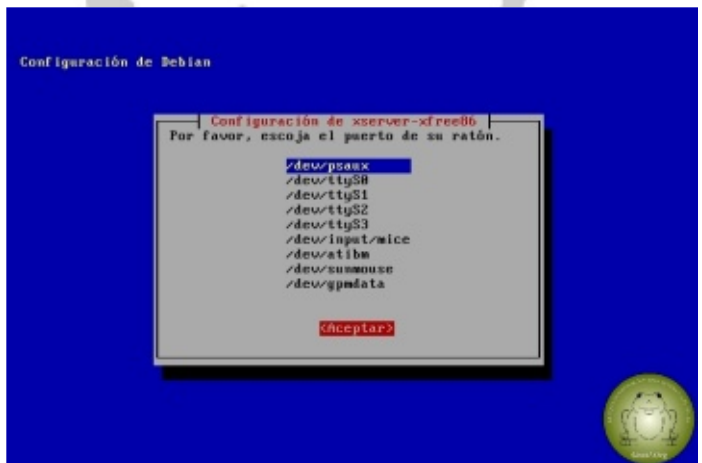 Configuración de Debian
Configuración de xserver-xfree86
Por favor, escoja el puerto de su ratón.
/dev/psaux
/dev/ttyS0
/dev/ttyS1
/dev/ttyS2
/dev/ttyS3
/dev/input/mice
/dev/atibm
/dev/sunmouse
/dev/gpmdata
<Aceptar>